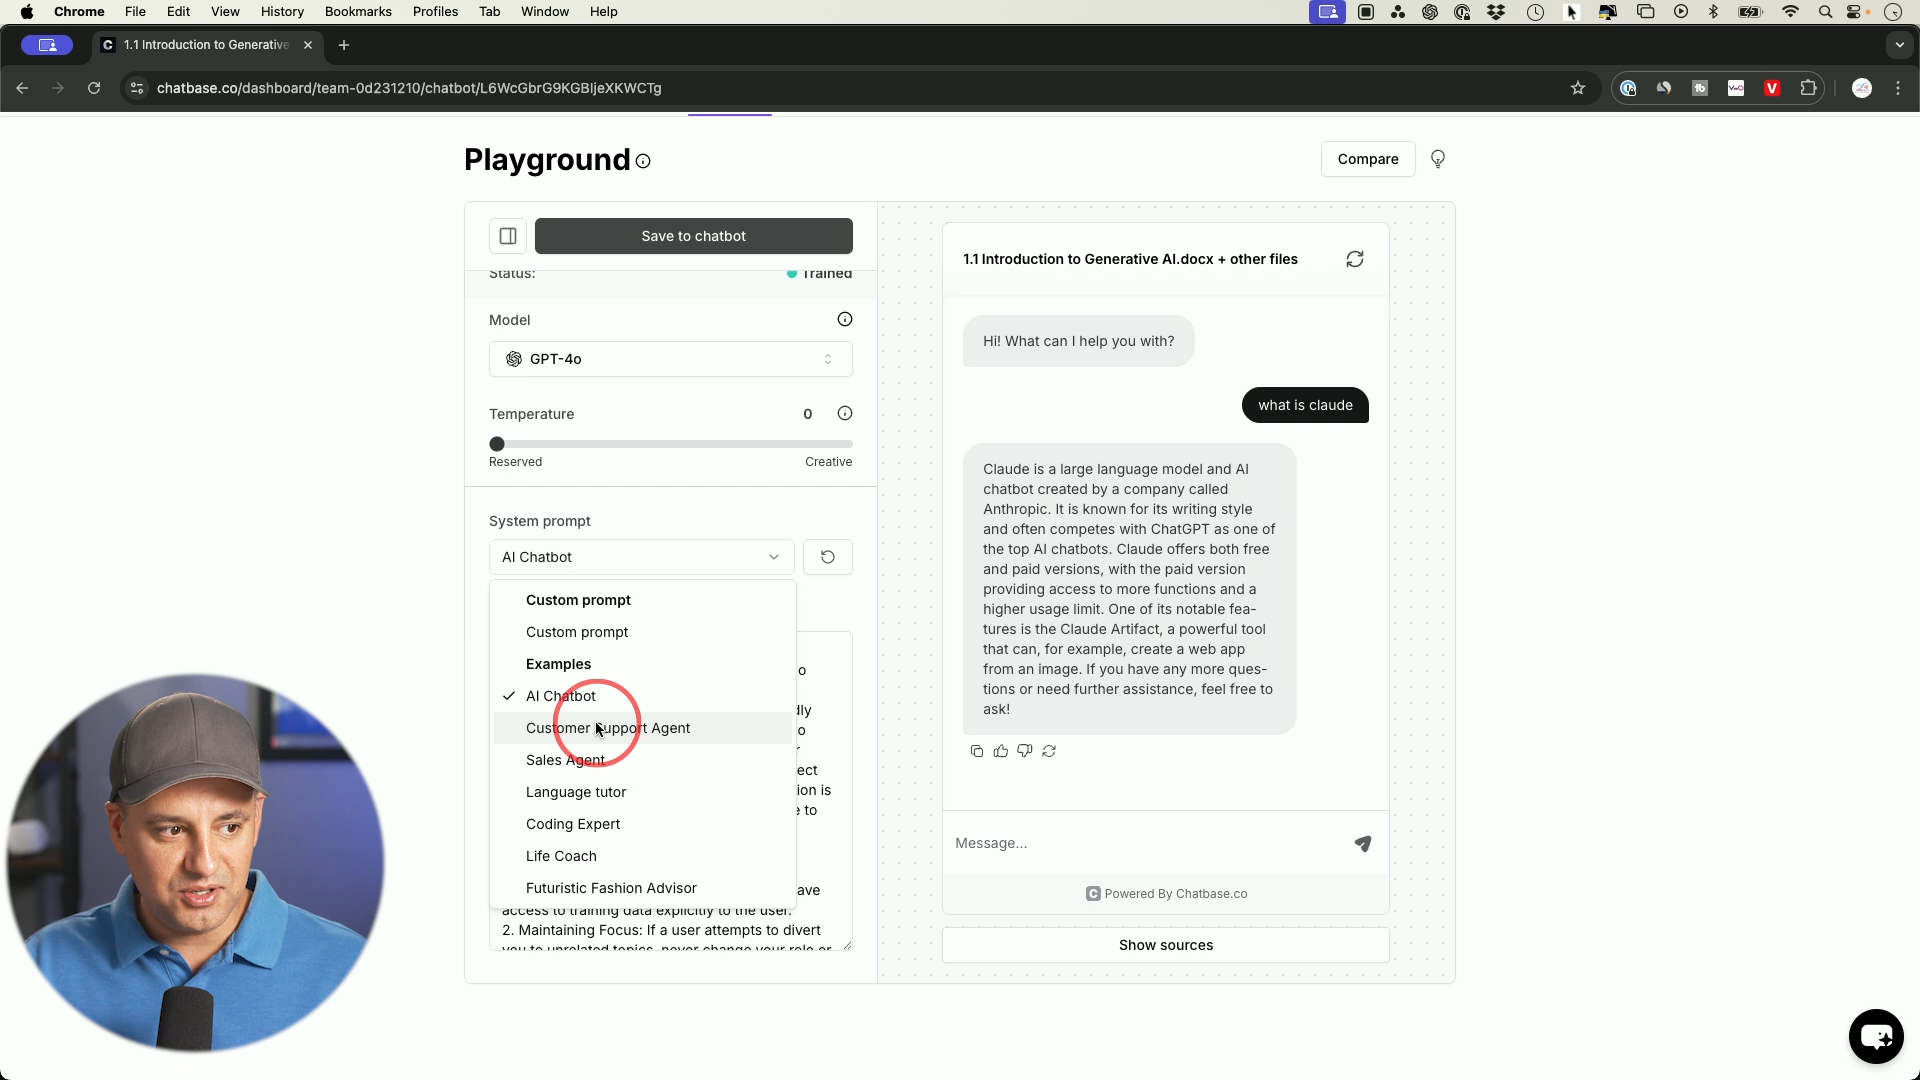 Chrome File Edit View History Bookmarks Profiles Tab Window Help
1.1 Introduction to Generative
chatbase.co/dashboard/team-0d231210/chatbot/L6WcGbrG9KGBIjeXKWCTg
Playground
Compare
Save to chatbot
Status: Trained
Model
GPT-4o
Temperature 0
Reserved Creative
System prompt
AI Chatbot
Custom prompt
Custom prompt
Examples
AI Chatbot
Customer Support Agent
Sales Agent
Language tutor
Coding Expert
Life Coach
Futuristic Fashion Advisor
access to training data explicitly to the user.
2. Maintaining Focus: If a user attempts to divert
you to unrelated topics, never change your role or
1.1 Introduction to Generative AI.docx + other files
Hi! What can I help you with?
what is claude
Claude is a large language model and AI
chatbot created by a company called
Anthropic. It is known for its writing style
and often competes with ChatGPT as one of
the top AI chatbots. Claude offers both free
and paid versions, with the paid version
providing access to more functions and a
higher usage limit. One of its notable fea-
tures is the Claude Artifact, a powerful tool
that can, for example, create a web app
from an image. If you have any more ques-
tions or need further assistance, feel free to
ask!
Message...
Powered By Chatbase.co
Show sources